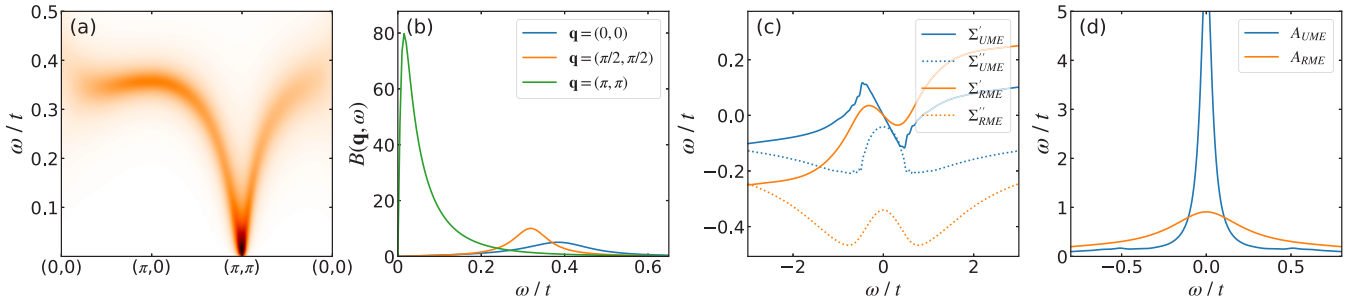 (a)
ω / t
0.5
0.4
0.3
0.2
0.1
(0,0)
(π,0)
(π,π)
(0,0)
(b)
B(q, ω)
80
60
40
20
0
q = (0, 0)
q = (π/2, π/2)
q = (π, π)
0
0.2
0.4
0.6
ω / t
(c)
ω / t
0.2
0.0
−0.2
−0.4
Σ′UME
Σ′′UME
Σ′RME
Σ′′RME
−2
0
2
ω / t
(d)
ω / t
5
4
3
2
1
0
AUME
ARME
−0.5
0.0
0.5
ω / t